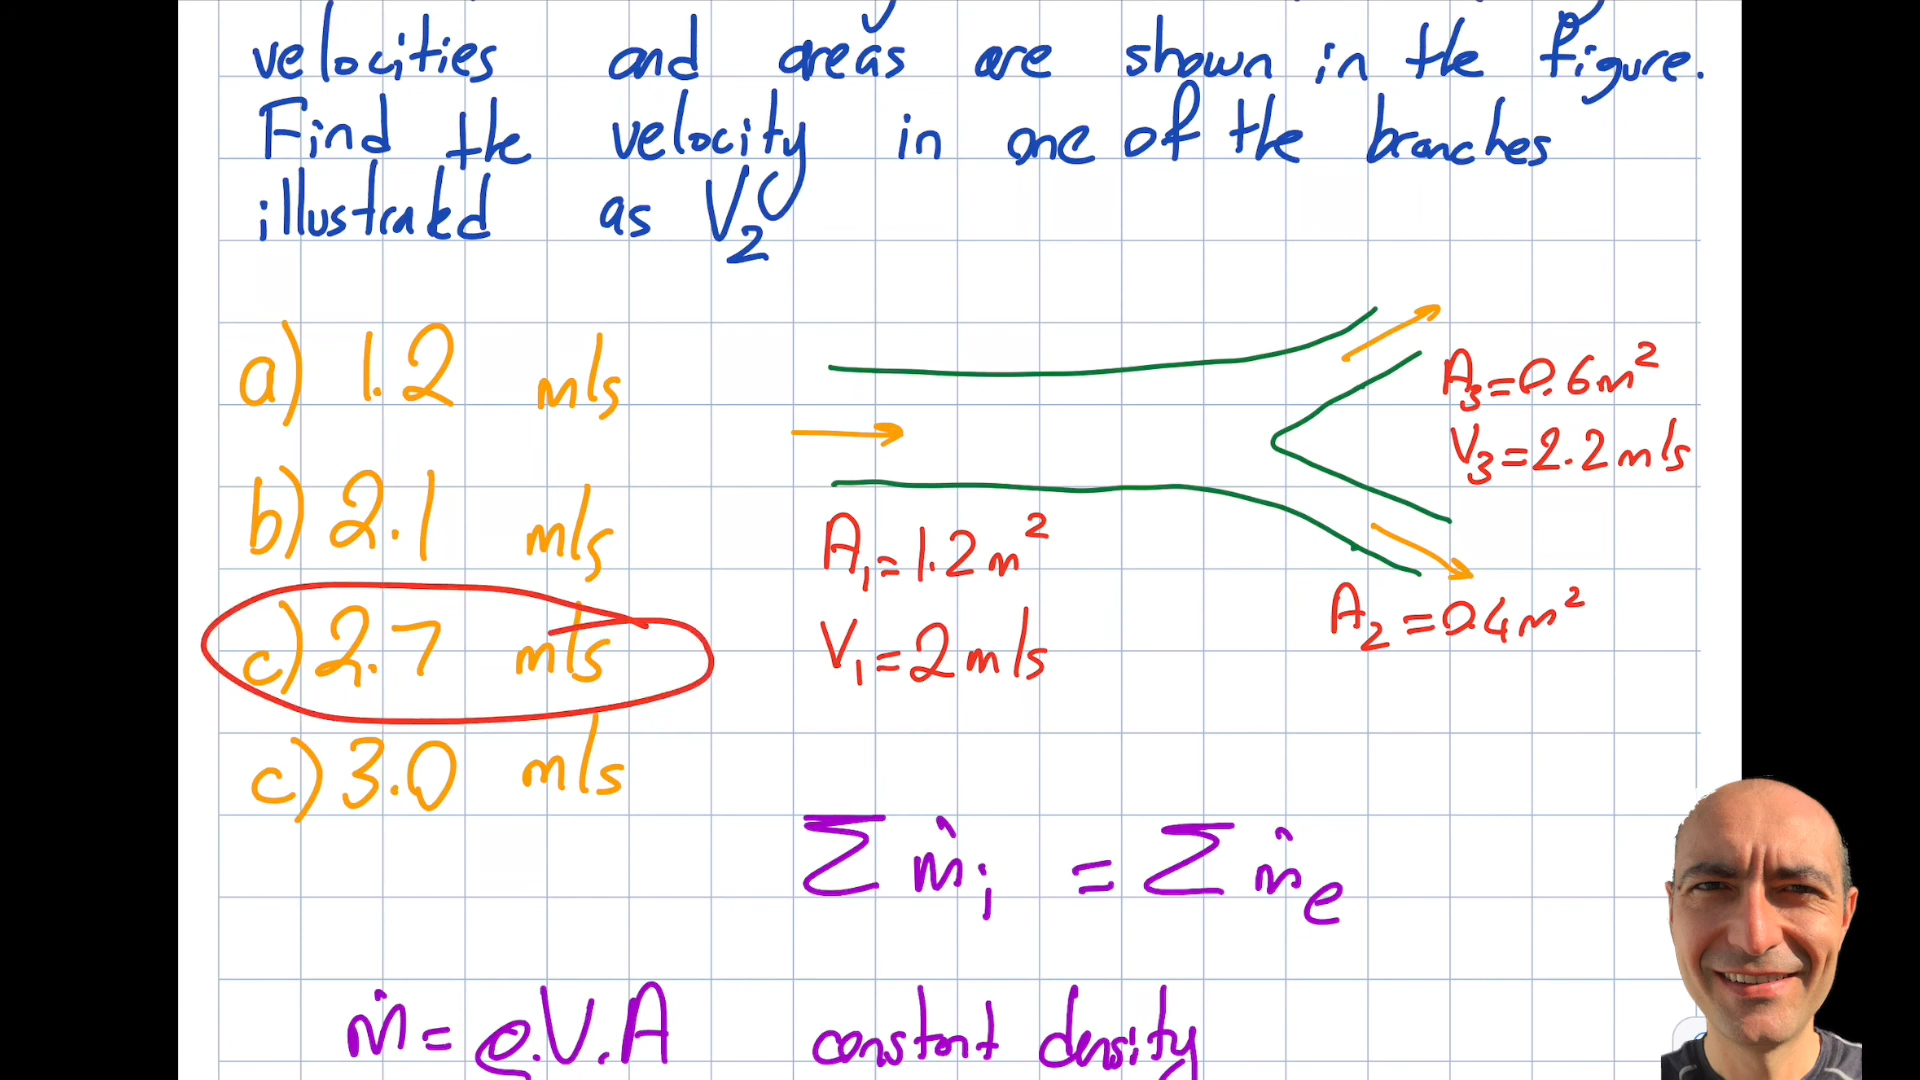 velocities and areas are shown in the figure.
Find the velocity in one of the branches
illustrated as V₂
a) 1.2 m/s
b) 2.1 m/s
c) 2.7 m/s
c) 3.0 m/s
A₃=0.6m²
V₃=2.2m/s
A₁=1.2m²
V₁=2m/s
A₂=0.4m²
Σṁᵢ = Σṁₑ
ṁ=ρ.V.A constant density